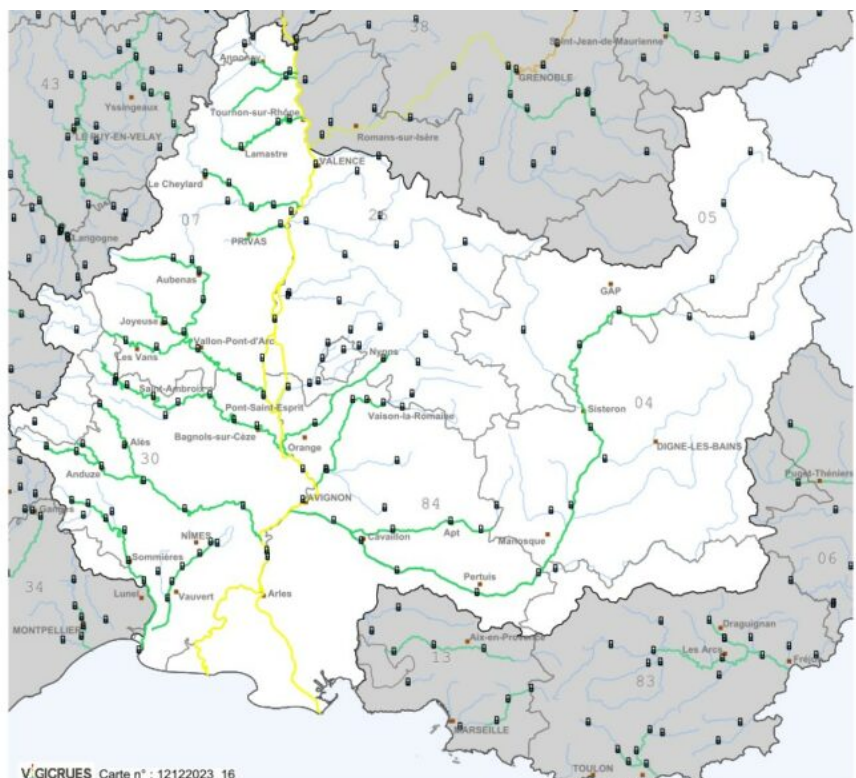 38
73
Saint-Jean-de-Maurienne
43
Annonay
GRENOBLE
Yssingeaux
Tournon-sur-Rhône
LE PUY-EN-VELAY
Romans-sur-Isère
Lamastre
VALENCE
Le Cheylard
07
26
05
Langogne
PRIVAS
Aubenas
GAP
Joyeuse
Vallon-Pont-d'Arc
Les Vans
Nyons
Saint-Ambroix
Pont-Saint-Esprit
Vaison-la-Romaine
Sisteron
04
Bagnols-sur-Cèze
Orange
Alès
DIGNE-LES-BAINS
30
Anduze
Puget-Théniers
AVIGNON
84
Ganges
Cavaillon
Apt
Manosque
NÎMES
Sommières
06
34
Lunel
Vauvert
Arles
Pertuis
MONTPELLIER
Draguignan
Aix-en-Provence
Les Arcs
13
Fréjus
83
MARSEILLE
TOULON
VIGICRUES Carte n° : 12122023_16